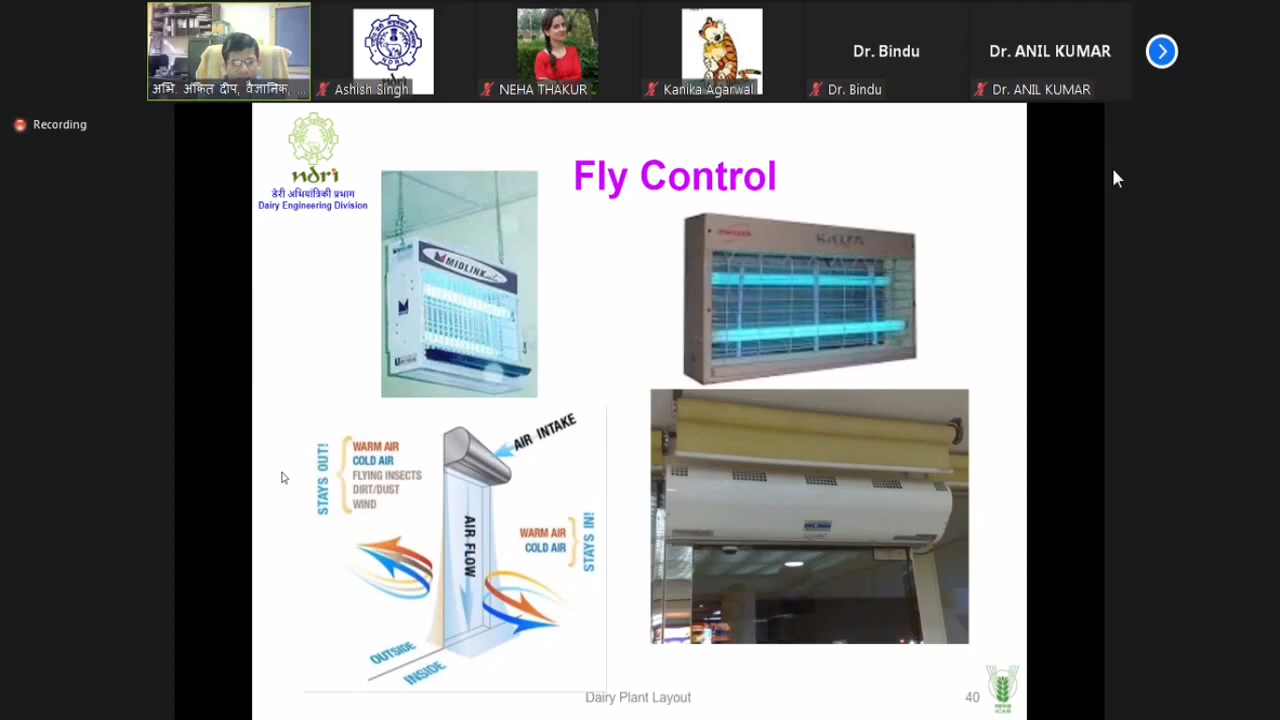 Dr. Bindu
Dr. ANIL KUMAR
अभि. अंकित दीप, वैज्ञानिक, ...
Ashish Singh
NEHA THAKUR
Kanika Agarwal
Dr. Bindu
Dr. ANIL KUMAR
Recording
ndri
डेरी अभियांत्रिकी प्रभाग
Dairy Engineering Division
Fly Control
MIDLINK
AIR INTAKE
STAYS OUT!
WARM AIR
COLD AIR
FLYING INSECTS
DIRT/DUST
WIND
AIR FLOW
WARM AIR
COLD AIR
STAYS IN!
OUTSIDE
INSIDE
Dairy Plant Layout
40
ICAR